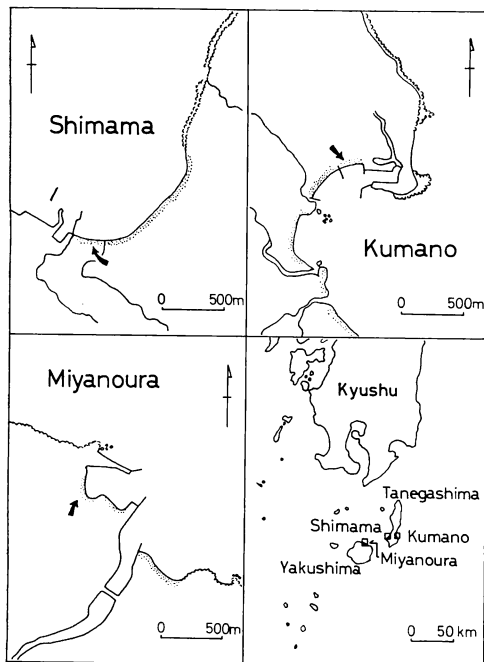 Shimama
0 500m
Kumano
0 500m
Miyanoura
0 500m
Kyushu
Tanegashima
Shimama
Kumano
Miyanoura
Yakushima
0 50 km